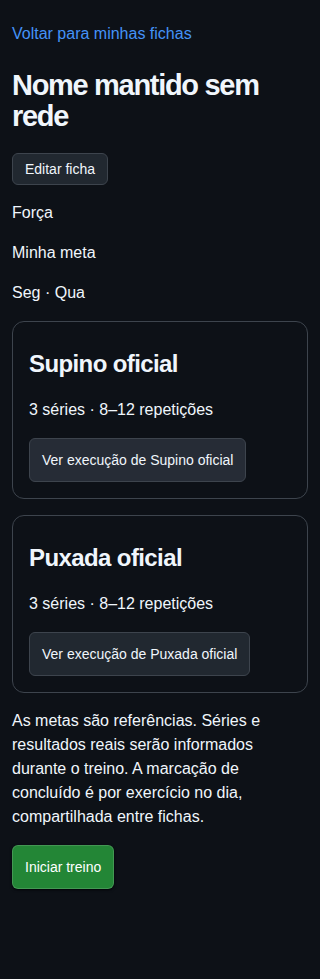 Voltar para minhas fichas
Nome mantido sem
rede
Editar ficha
Força
Minha meta
Seg · Qua
Supino oficial
3 séries · 8–12 repetições
Ver execução de Supino oficial
Puxada oficial
3 séries · 8–12 repetições
Ver execução de Puxada oficial
As metas são referências. Séries e
resultados reais serão informados
durante o treino. A marcação de
concluído é por exercício no dia,
compartilhada entre fichas.
Iniciar treino